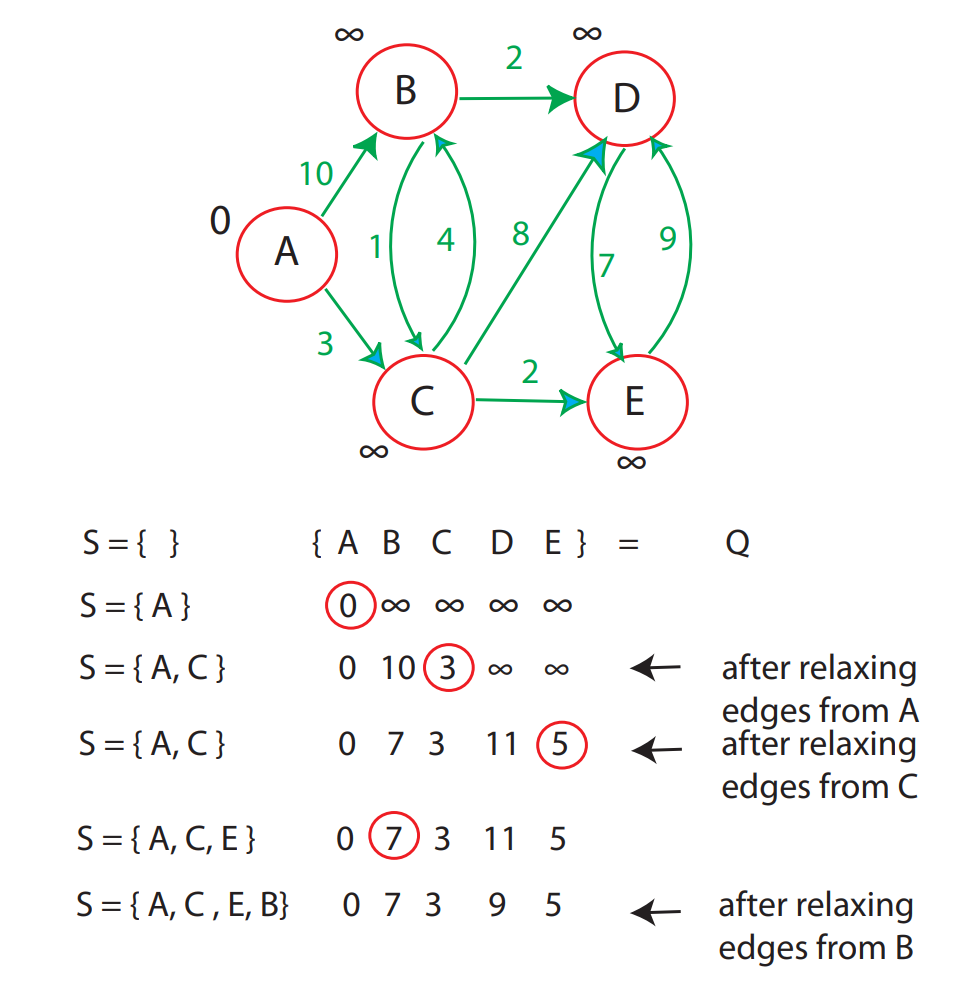 ∞ ∞
2
B D
10
0
A 1 4 8 7 9
3
2
C E
∞ ∞
S = { } { A B C D E } = Q
S = { A } 0 ∞ ∞ ∞ ∞
S = { A, C } 0 10 3 ∞ ∞ ← after relaxing
edges from A
S = { A, C } 0 7 3 11 5 ← after relaxing
edges from C
S = { A, C, E } 0 7 3 11 5
S = { A, C , E, B} 0 7 3 9 5 ← after relaxing
edges from B